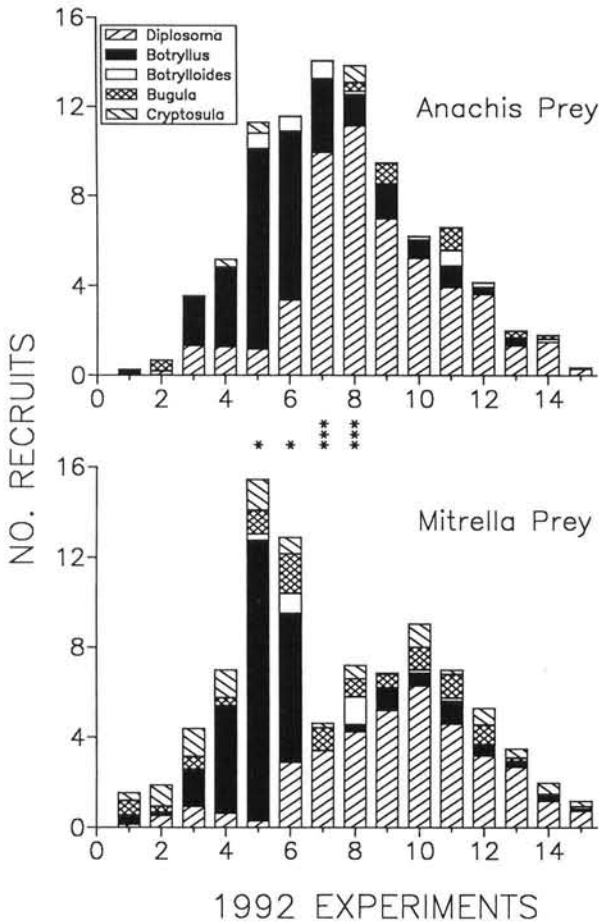 16
Diplosoma
Botryllus
Botrylloides
Bugula
Cryptosula
Anachis Prey
12
8
4
0
0 2 4 6 8 10 12 14
* * *** ***
NO. RECRUITS
16
Mitrella Prey
12
8
4
0
0 2 4 6 8 10 12 14
1992 EXPERIMENTS